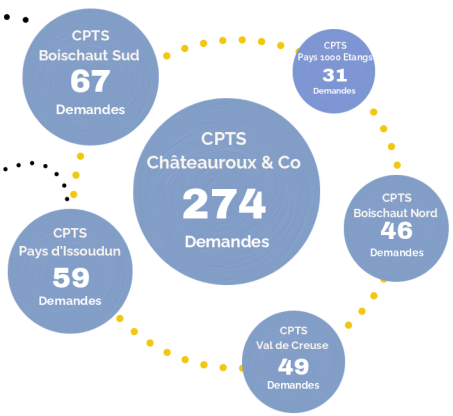 CPTS
Boischaut Sud
67
Demandes
CPTS
Pays 1000 Etangs
31
Demandes
CPTS
Châteauroux & Co
274
Demandes
CPTS
Boischaut Nord
46
Demandes
CPTS
Pays d'Issoudun
59
Demandes
CPTS
Val de Creuse
49
Demandes